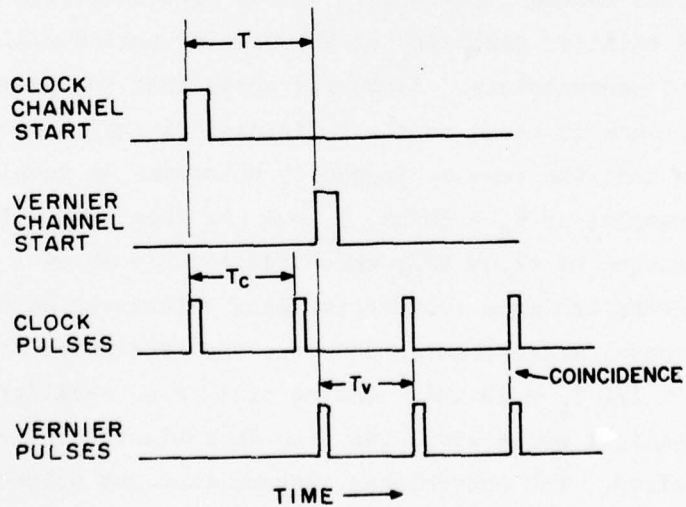 T
CLOCK
CHANNEL
START
VERNIER
CHANNEL
START
Tc
CLOCK
PULSES
Tv
COINCIDENCE
VERNIER
PULSES
TIME